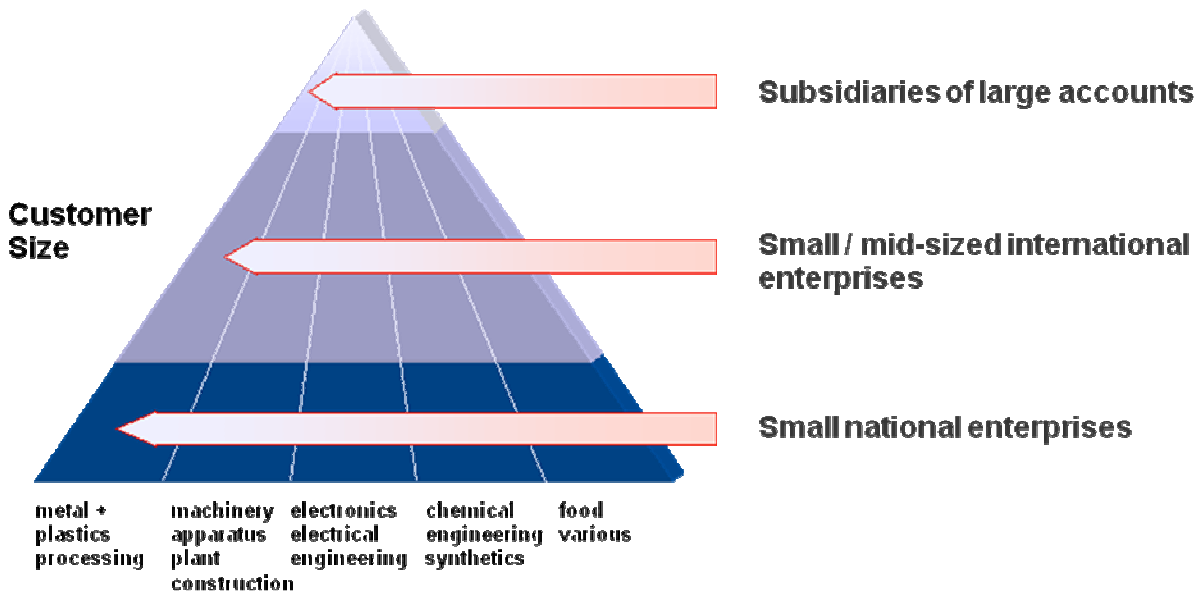 Subsidiaries of large accounts
Customer
Size
Small / mid-sized international
enterprises
Small national enterprises
metal +
plastics
processing
machinery
apparatus
plant
construction
electronics
electrical
engineering
chemical
engineering
synthetics
food
various